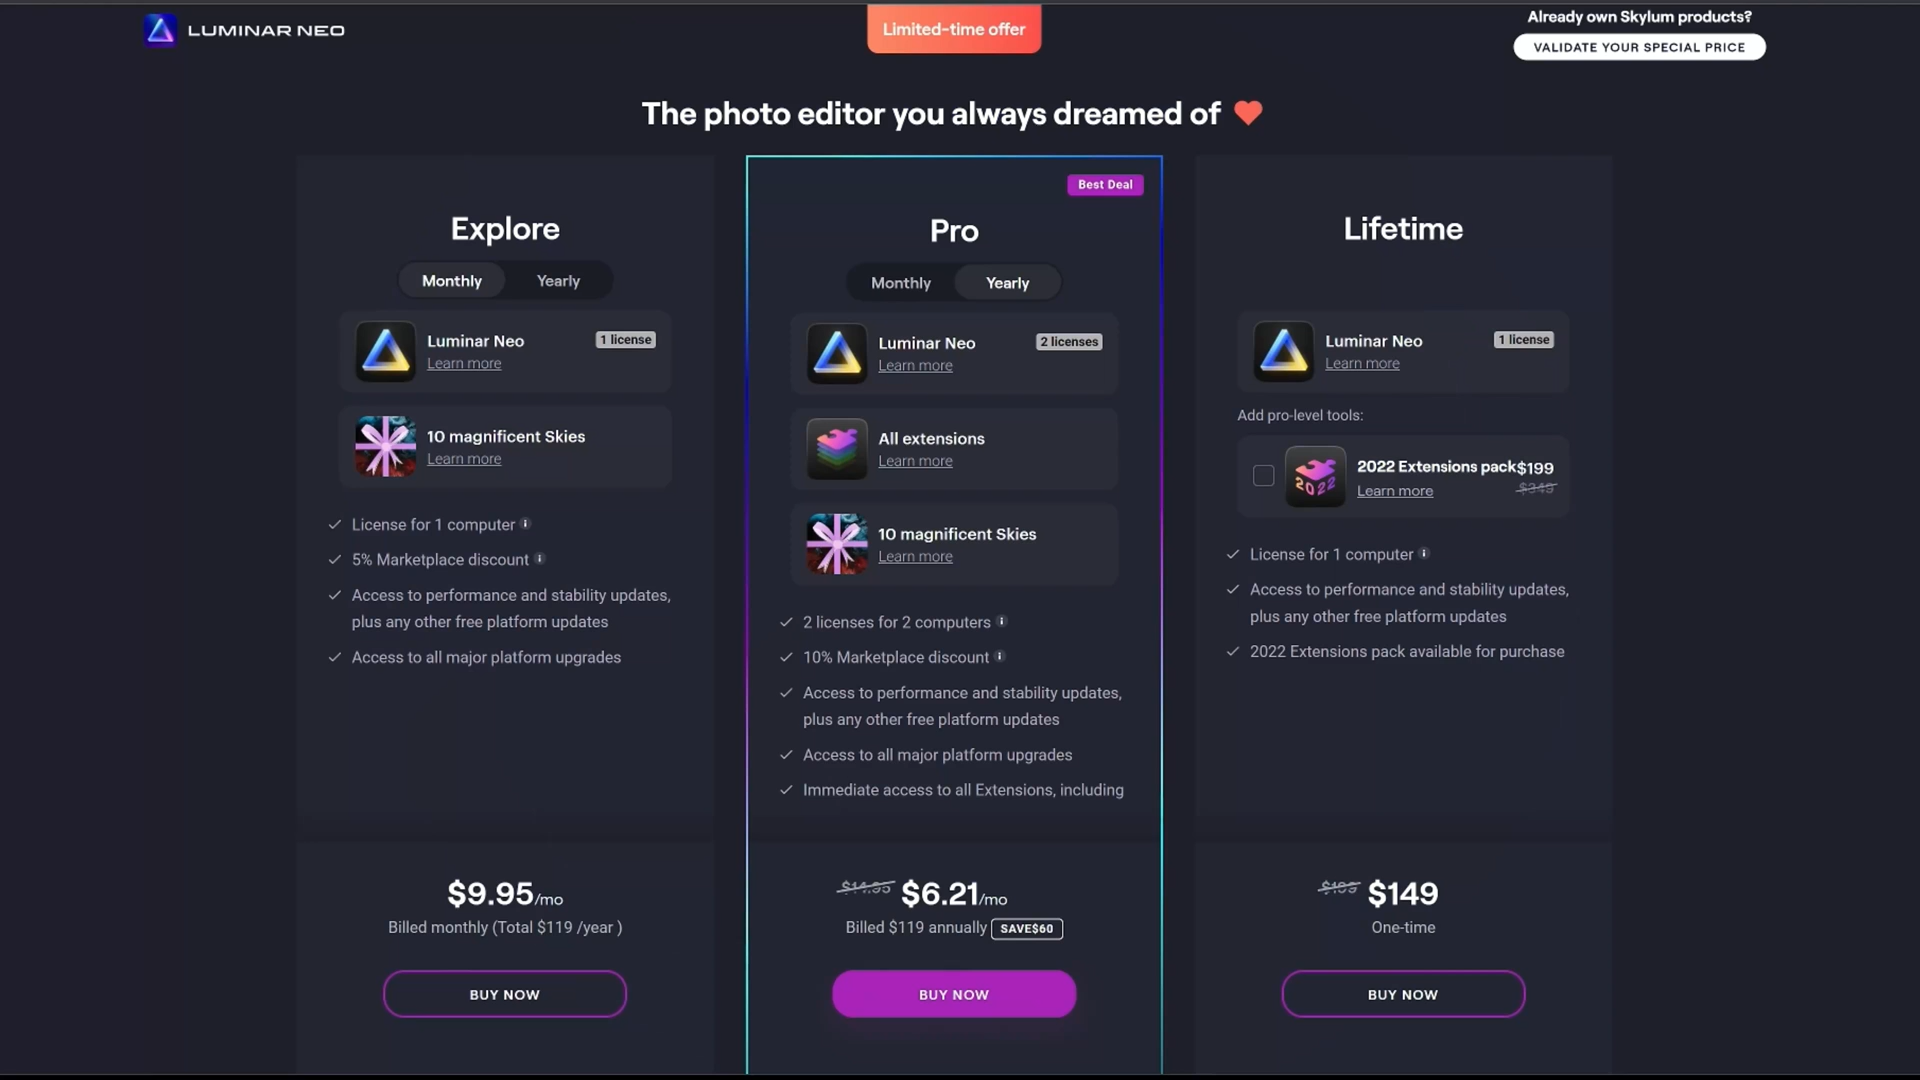 LUMINAR NEO
Limited-time offer
Already own Skylum products?
VALIDATE YOUR SPECIAL PRICE
The photo editor you always dreamed of
Explore
Monthly Yearly
Luminar Neo 1 license
Learn more
10 magnificent Skies
Learn more
License for 1 computer
5% Marketplace discount
Access to performance and stability updates,
plus any other free platform updates
Access to all major platform upgrades
$9.95/mo
Billed monthly (Total $119 /year )
BUY NOW
Best Deal
Pro
Monthly Yearly
Luminar Neo 2 licenses
Learn more
All extensions
Learn more
10 magnificent Skies
Learn more
2 licenses for 2 computers
10% Marketplace discount
Access to performance and stability updates,
plus any other free platform updates
Access to all major platform upgrades
Immediate access to all Extensions, including
$14.95 $6.21/mo
Billed $119 annually SAVE$60
BUY NOW
Lifetime
Luminar Neo 1 license
Learn more
Add pro-level tools:
2022
2022 Extensions pack$199
Learn more $349
License for 1 computer
Access to performance and stability updates,
plus any other free platform updates
2022 Extensions pack available for purchase
$199 $149
One-time
BUY NOW